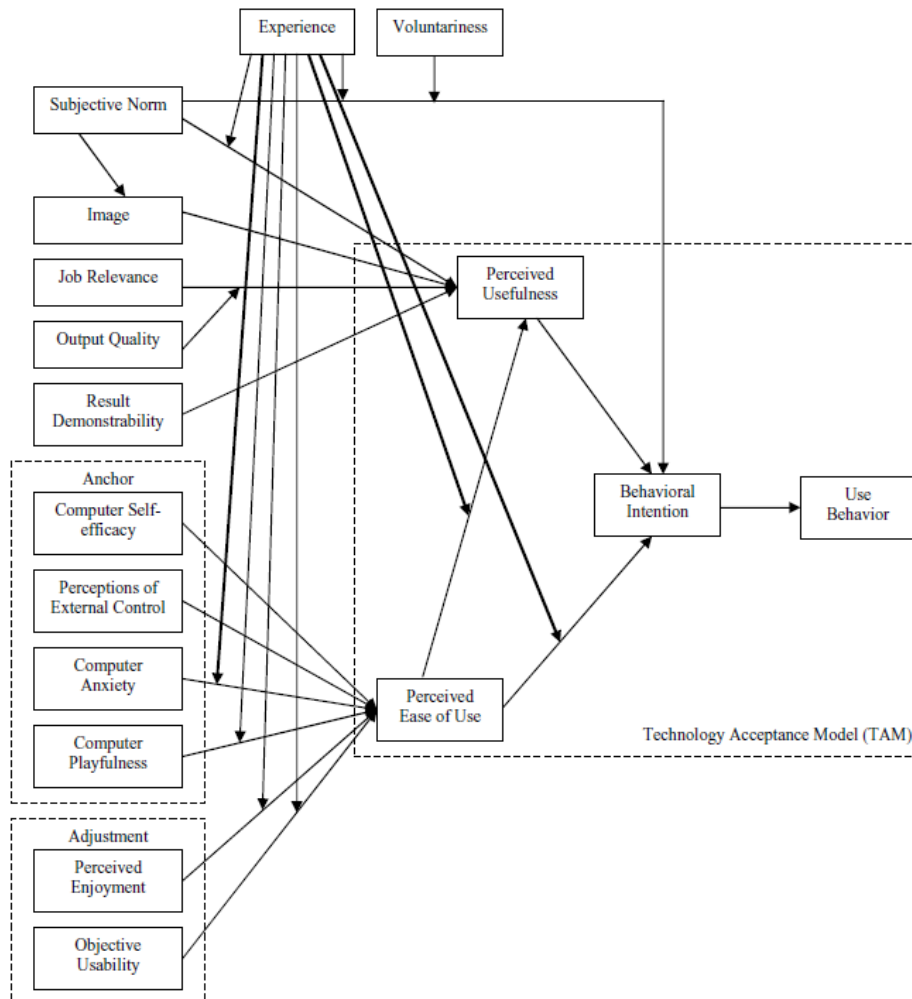 Experience
Voluntariness
Subjective Norm
Image
Job Relevance
Output Quality
Result
Demonstrability
Perceived
Usefulness
Anchor
Computer Self-
efficacy
Perceptions of
External Control
Computer
Anxiety
Computer
Playfulness
Behavioral
Intention
Use
Behavior
Perceived
Ease of Use
Technology Acceptance Model (TAM)
Adjustment
Perceived
Enjoyment
Objective
Usability